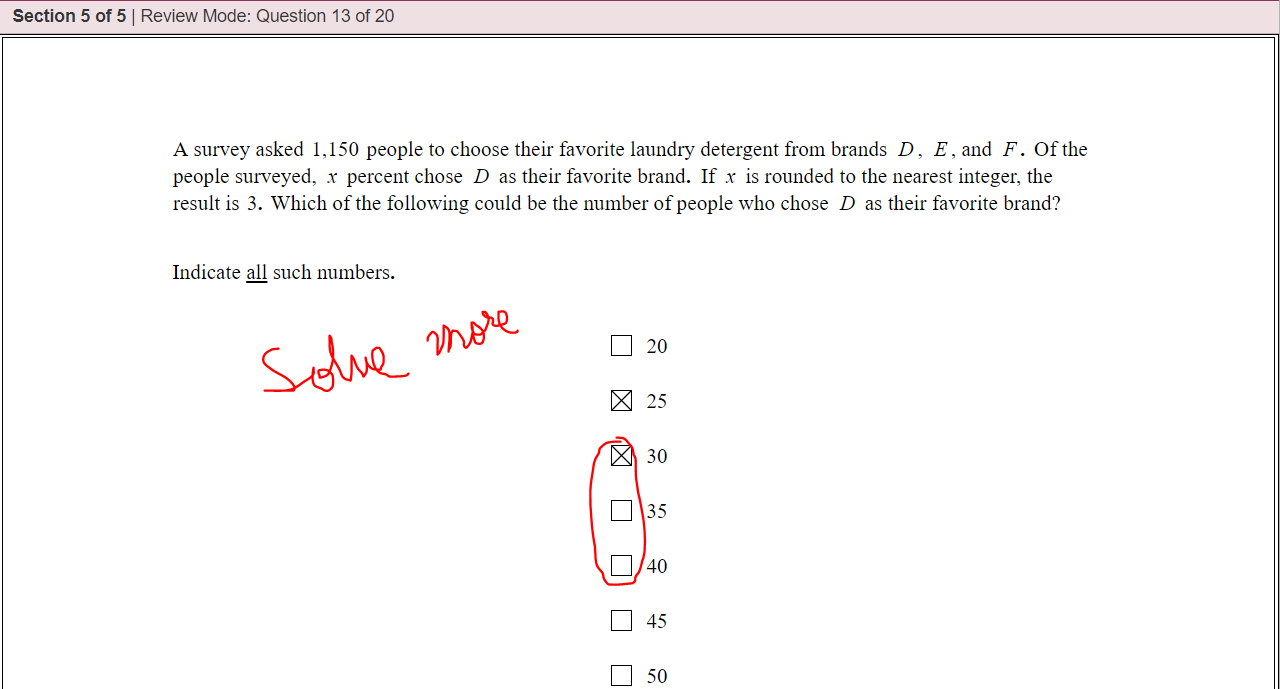 Section 5 of 5 | Review Mode: Question 13 of 20
A survey asked 1,150 people to choose their favorite laundry detergent from brands D, E, and F. Of the
people surveyed, x percent chose D as their favorite brand. If x is rounded to the nearest integer, the
result is 3. Which of the following could be the number of people who chose D as their favorite brand?
Indicate all such numbers.
Solve more
20
25
30
35
40
45
50